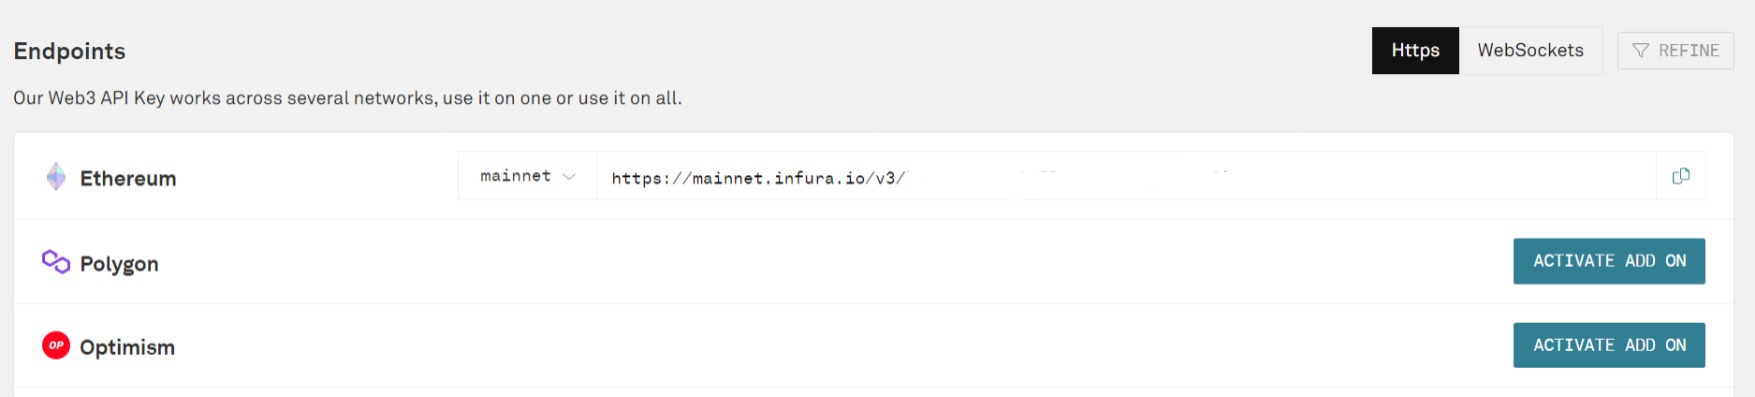 Endpoints
Https WebSockets REFINE
Our Web3 API Key works across several networks, use it on one or use it on all.
Ethereum mainnet https://mainnet.infura.io/v3/
Polygon ACTIVATE ADD ON
OP Optimism ACTIVATE ADD ON